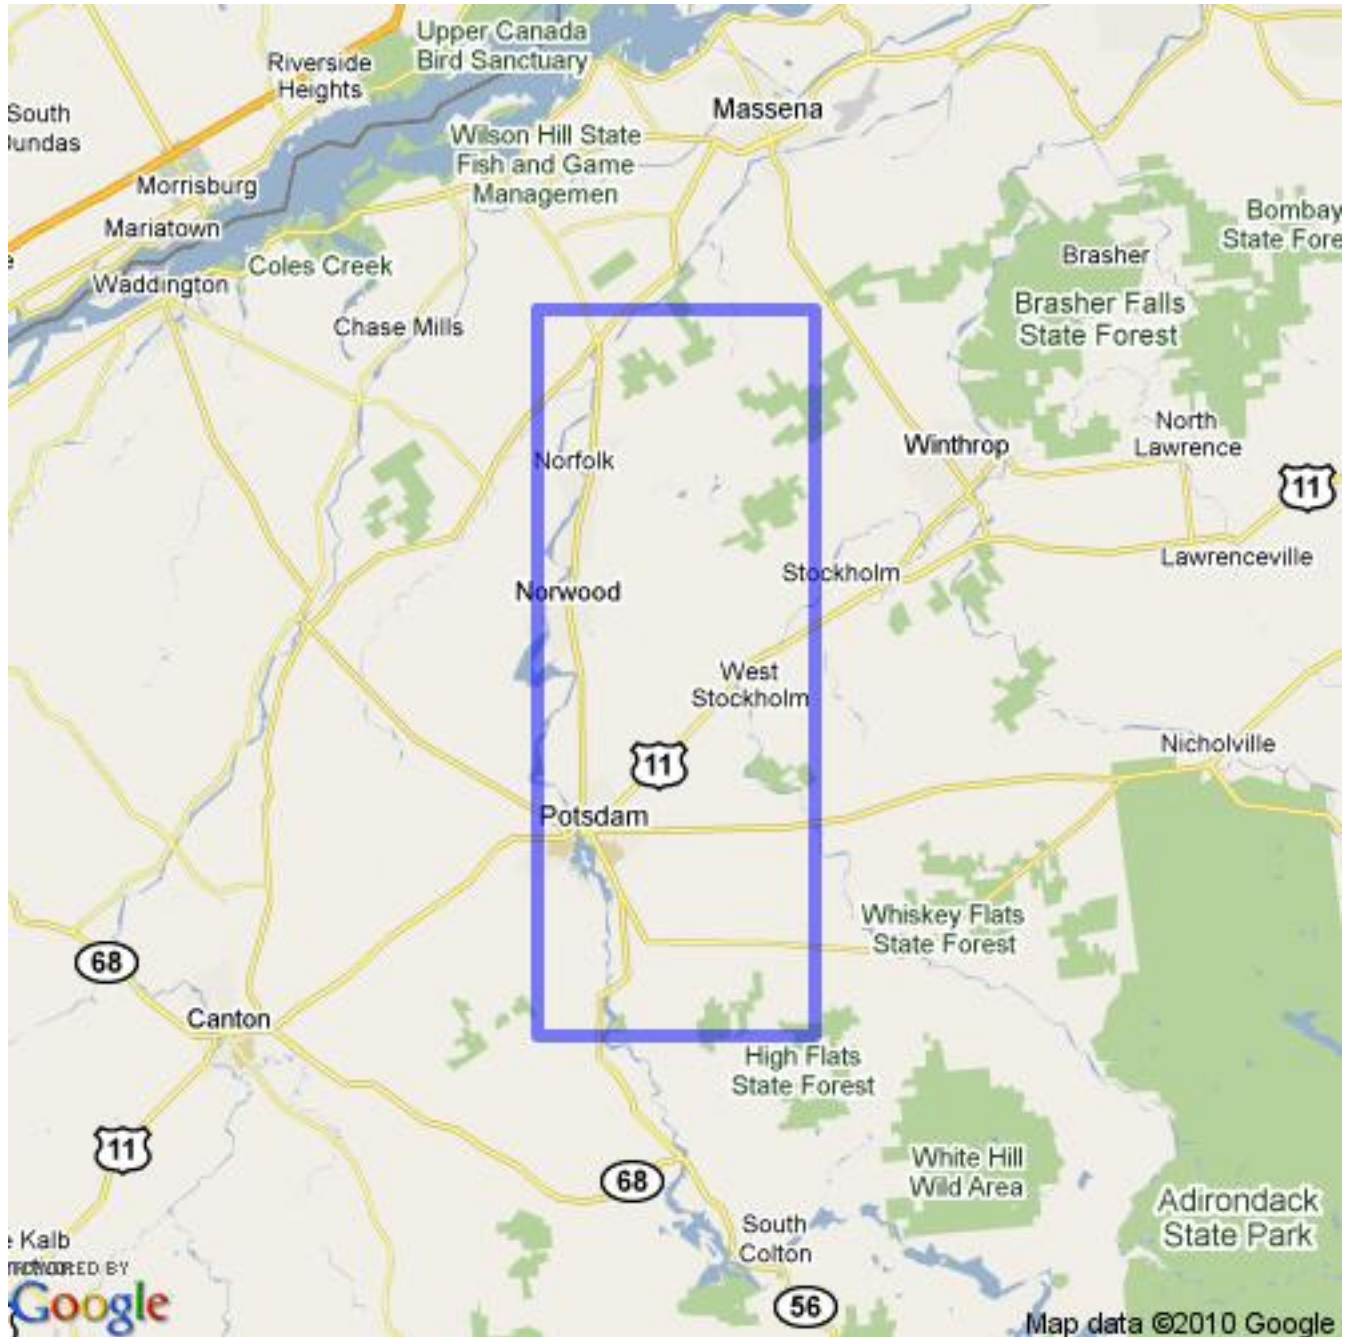 Upper Canada
Bird Sanctuary
Riverside
Heights
Massena
South
Dundas
Wilson Hill State
Fish and Game
Managemen
Morrisburg
Mariatown
Bombay
State Fore
Brasher
Coles Creek
Waddington
Brasher Falls
State Forest
Chase Mills
North
Lawrence
Winthrop
Norfolk
11
Lawrenceville
Stockholm
Norwood
West
Stockholm
Nicholville
11
Potsdam
Whiskey Flats
State Forest
68
Canton
High Flats
State Forest
11
White Hill
Wild Area
68
Adirondack
State Park
South
Colton
e Kalb
ED BY
Google
56
Map data ©2010 Google